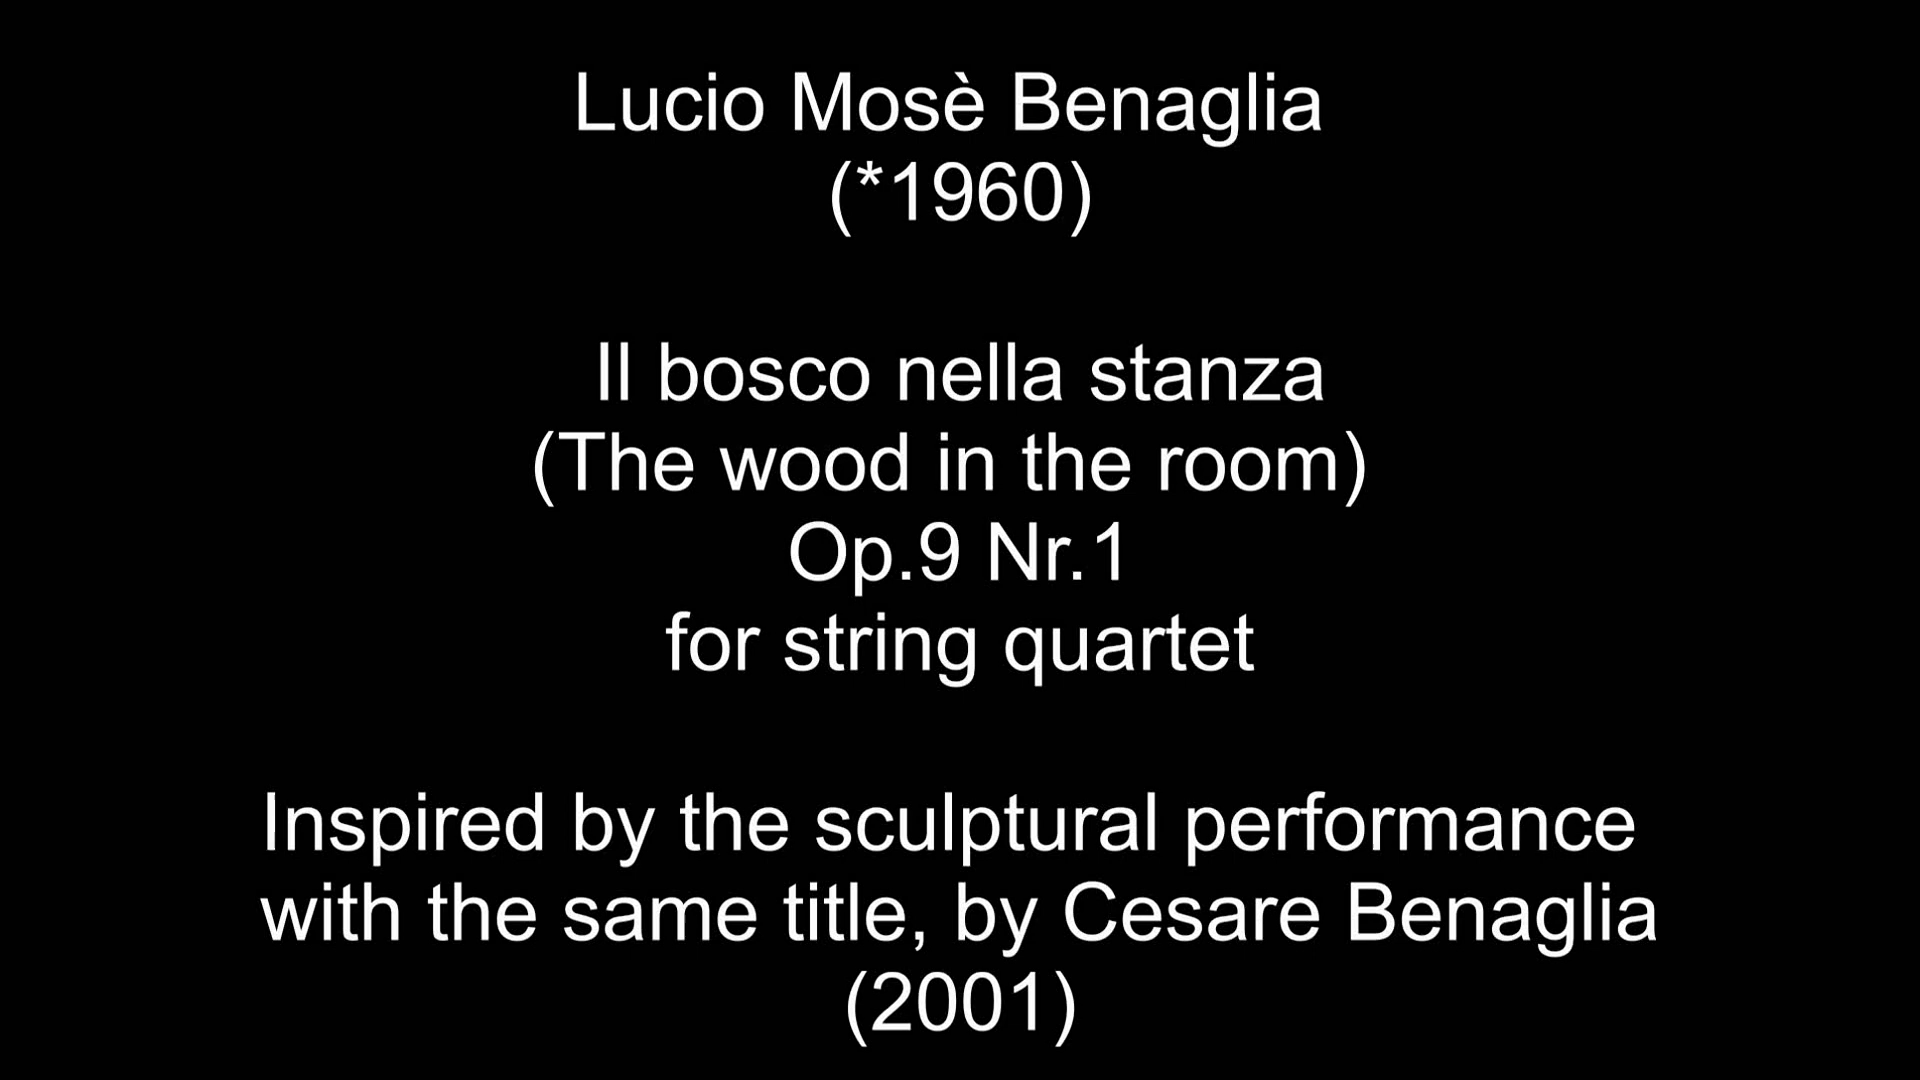 Lucio Mosè Benaglia
(*1960)
Il bosco nella stanza
(The wood in the room)
Op.9 Nr.1
for string quartet
Inspired by the sculptural performance
with the same title, by Cesare Benaglia
(2001)